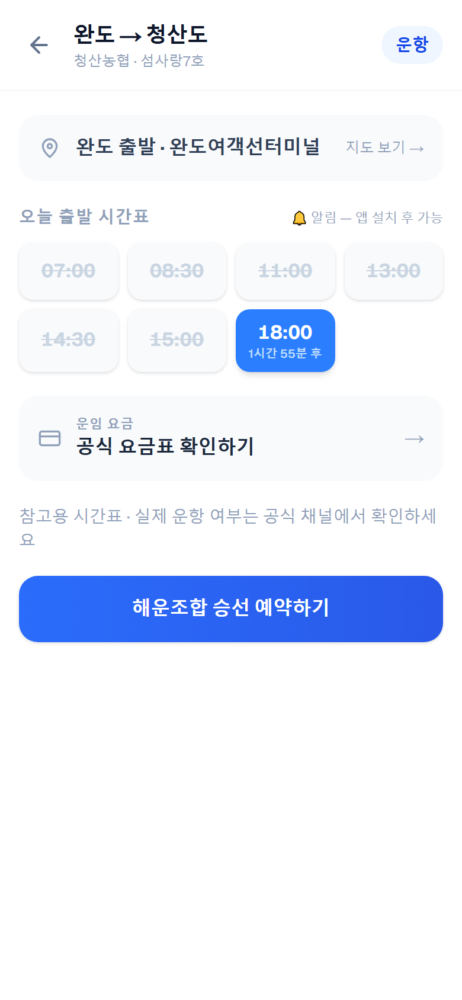 완도 → 청산도
청산농협 · 섬사랑7호
운항
완도 출발 · 완도여객선터미널
지도 보기 →
오늘 출발 시간표
🔔 알림 — 앱 설치 후 가능
07:00 08:30 11:00 13:00
14:30 15:00 18:00
1시간 55분 후
운임 요금
공식 요금표 확인하기 →
참고용 시간표 · 실제 운항 여부는 공식 채널에서 확인하세
요
해운조합 승선 예약하기